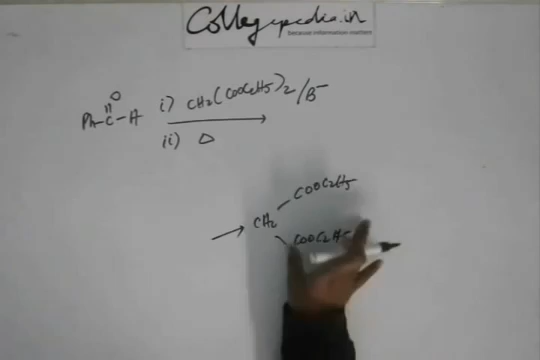 Collegepedia.in
because information matters
O
||
Ph-C-H i) CH2(COOC2H5)2/B-
ii) Δ
COOC2H5
CH2
COOC2H5